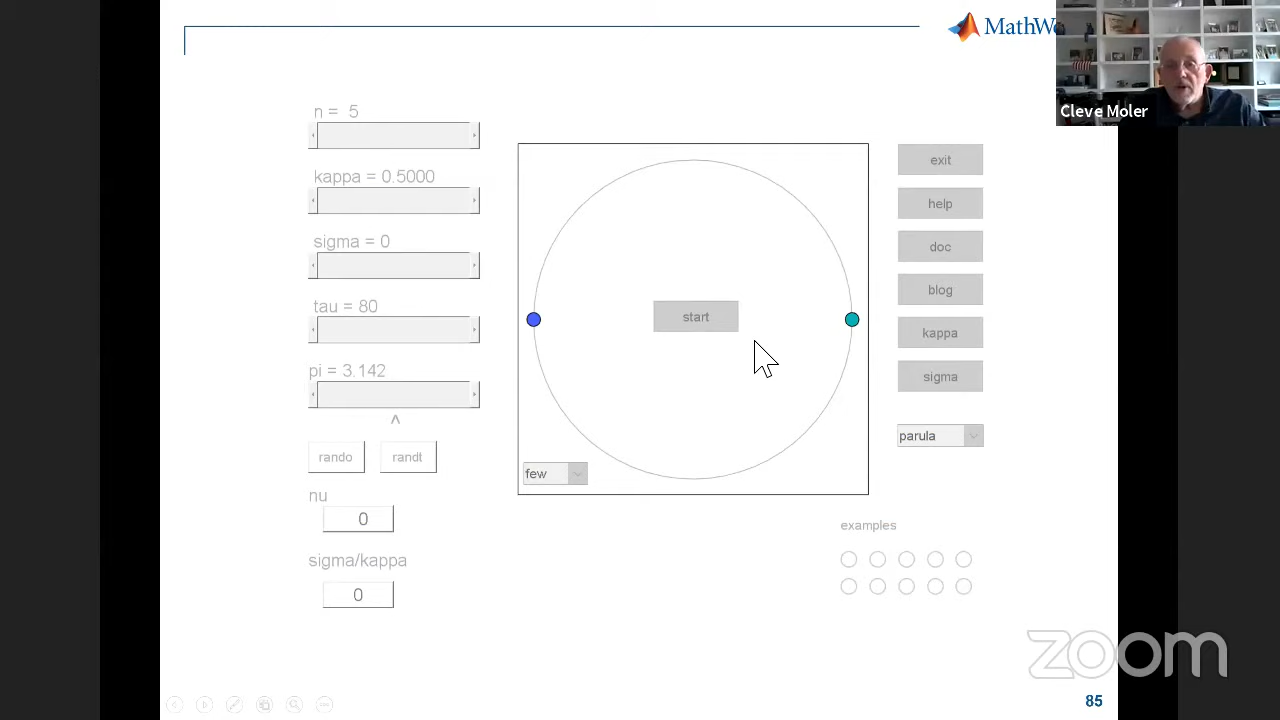 MathWo
Cleve Moler
n = 5
kappa = 0.5000
sigma = 0
tau = 80
pi = 3.142
^
rando
randt
nu
0
sigma/kappa
0
start
few
exit
help
doc
blog
kappa
sigma
parula
examples
zoom
85